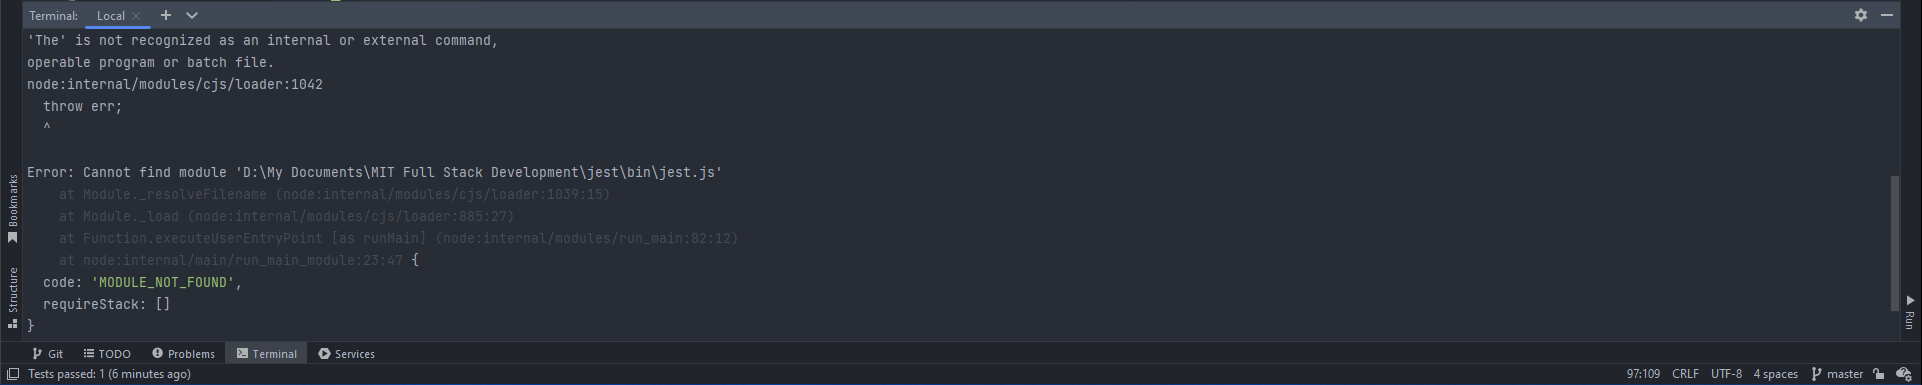 Terminal: Local
'The' is not recognized as an internal or external command,
operable program or batch file.
node:internal/modules/cjs/loader:1042
  throw err;
  ^

Error: Cannot find module 'D:\My Documents\MIT Full Stack Development\jest\bin\jest.js'
    at Module._resolveFilename (node:internal/modules/cjs/loader:1039:15)
    at Module._load (node:internal/modules/cjs/loader:885:27)
    at Function.executeUserEntryPoint [as runMain] (node:internal/modules/run_main:82:12)
    at node:internal/main/run_main_module:23:47 {
  code: 'MODULE_NOT_FOUND',
  requireStack: []
}
Bookmarks
Structure
Run
Git TODO Problems Terminal Services
Tests passed: 1 (6 minutes ago) 97:109 CRLF UTF-8 4 spaces master